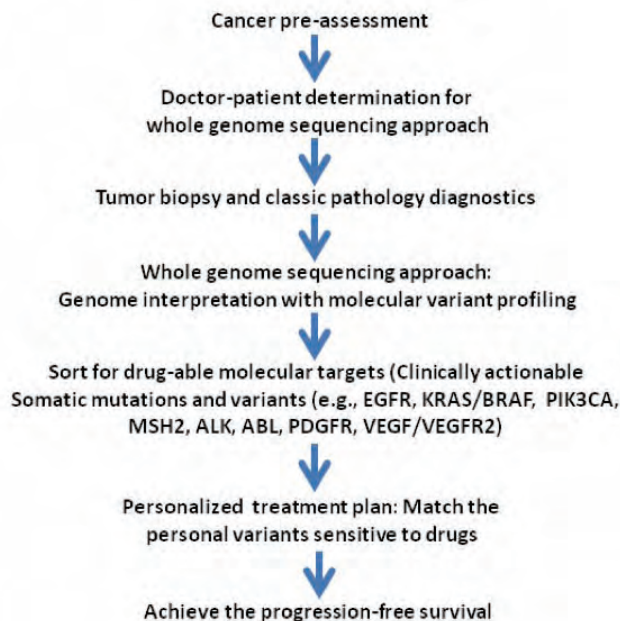 Cancer pre-assessment
Doctor-patient determination for
whole genome sequencing approach
Tumor biopsy and classic pathology diagnostics
Whole genome sequencing approach:
Genome interpretation with molecular variant profiling
Sort for drug-able molecular targets (Clinically actionable
Somatic mutations and variants (e.g., EGFR, KRAS/BRAF, PIK3CA,
MSH2, ALK, ABL, PDGFR, VEGF/VEGFR2)
Personalized treatment plan: Match the
personal variants sensitive to drugs
Achieve the progression-free survival